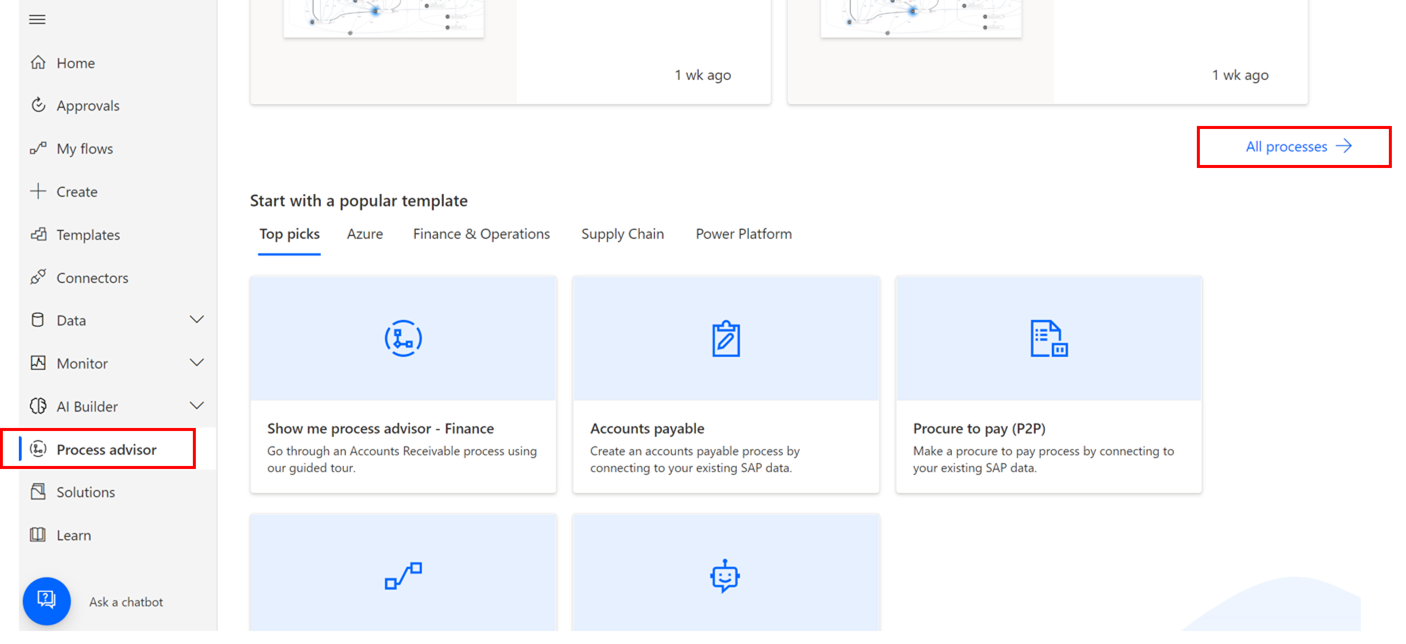 Home
Approvals
My flows
Create
Templates
Connectors
Data
Monitor
AI Builder
Process advisor
Solutions
Learn
Ask a chatbot
1 wk ago
1 wk ago
All processes
Start with a popular template
Top picks
Azure
Finance & Operations
Supply Chain
Power Platform
Show me process advisor - Finance
Go through an Accounts Receivable process using
our guided tour.
Accounts payable
Create an accounts payable process by
connecting to your existing SAP data.
Procure to pay (P2P)
Make a procure to pay process by connecting to
your existing SAP data.